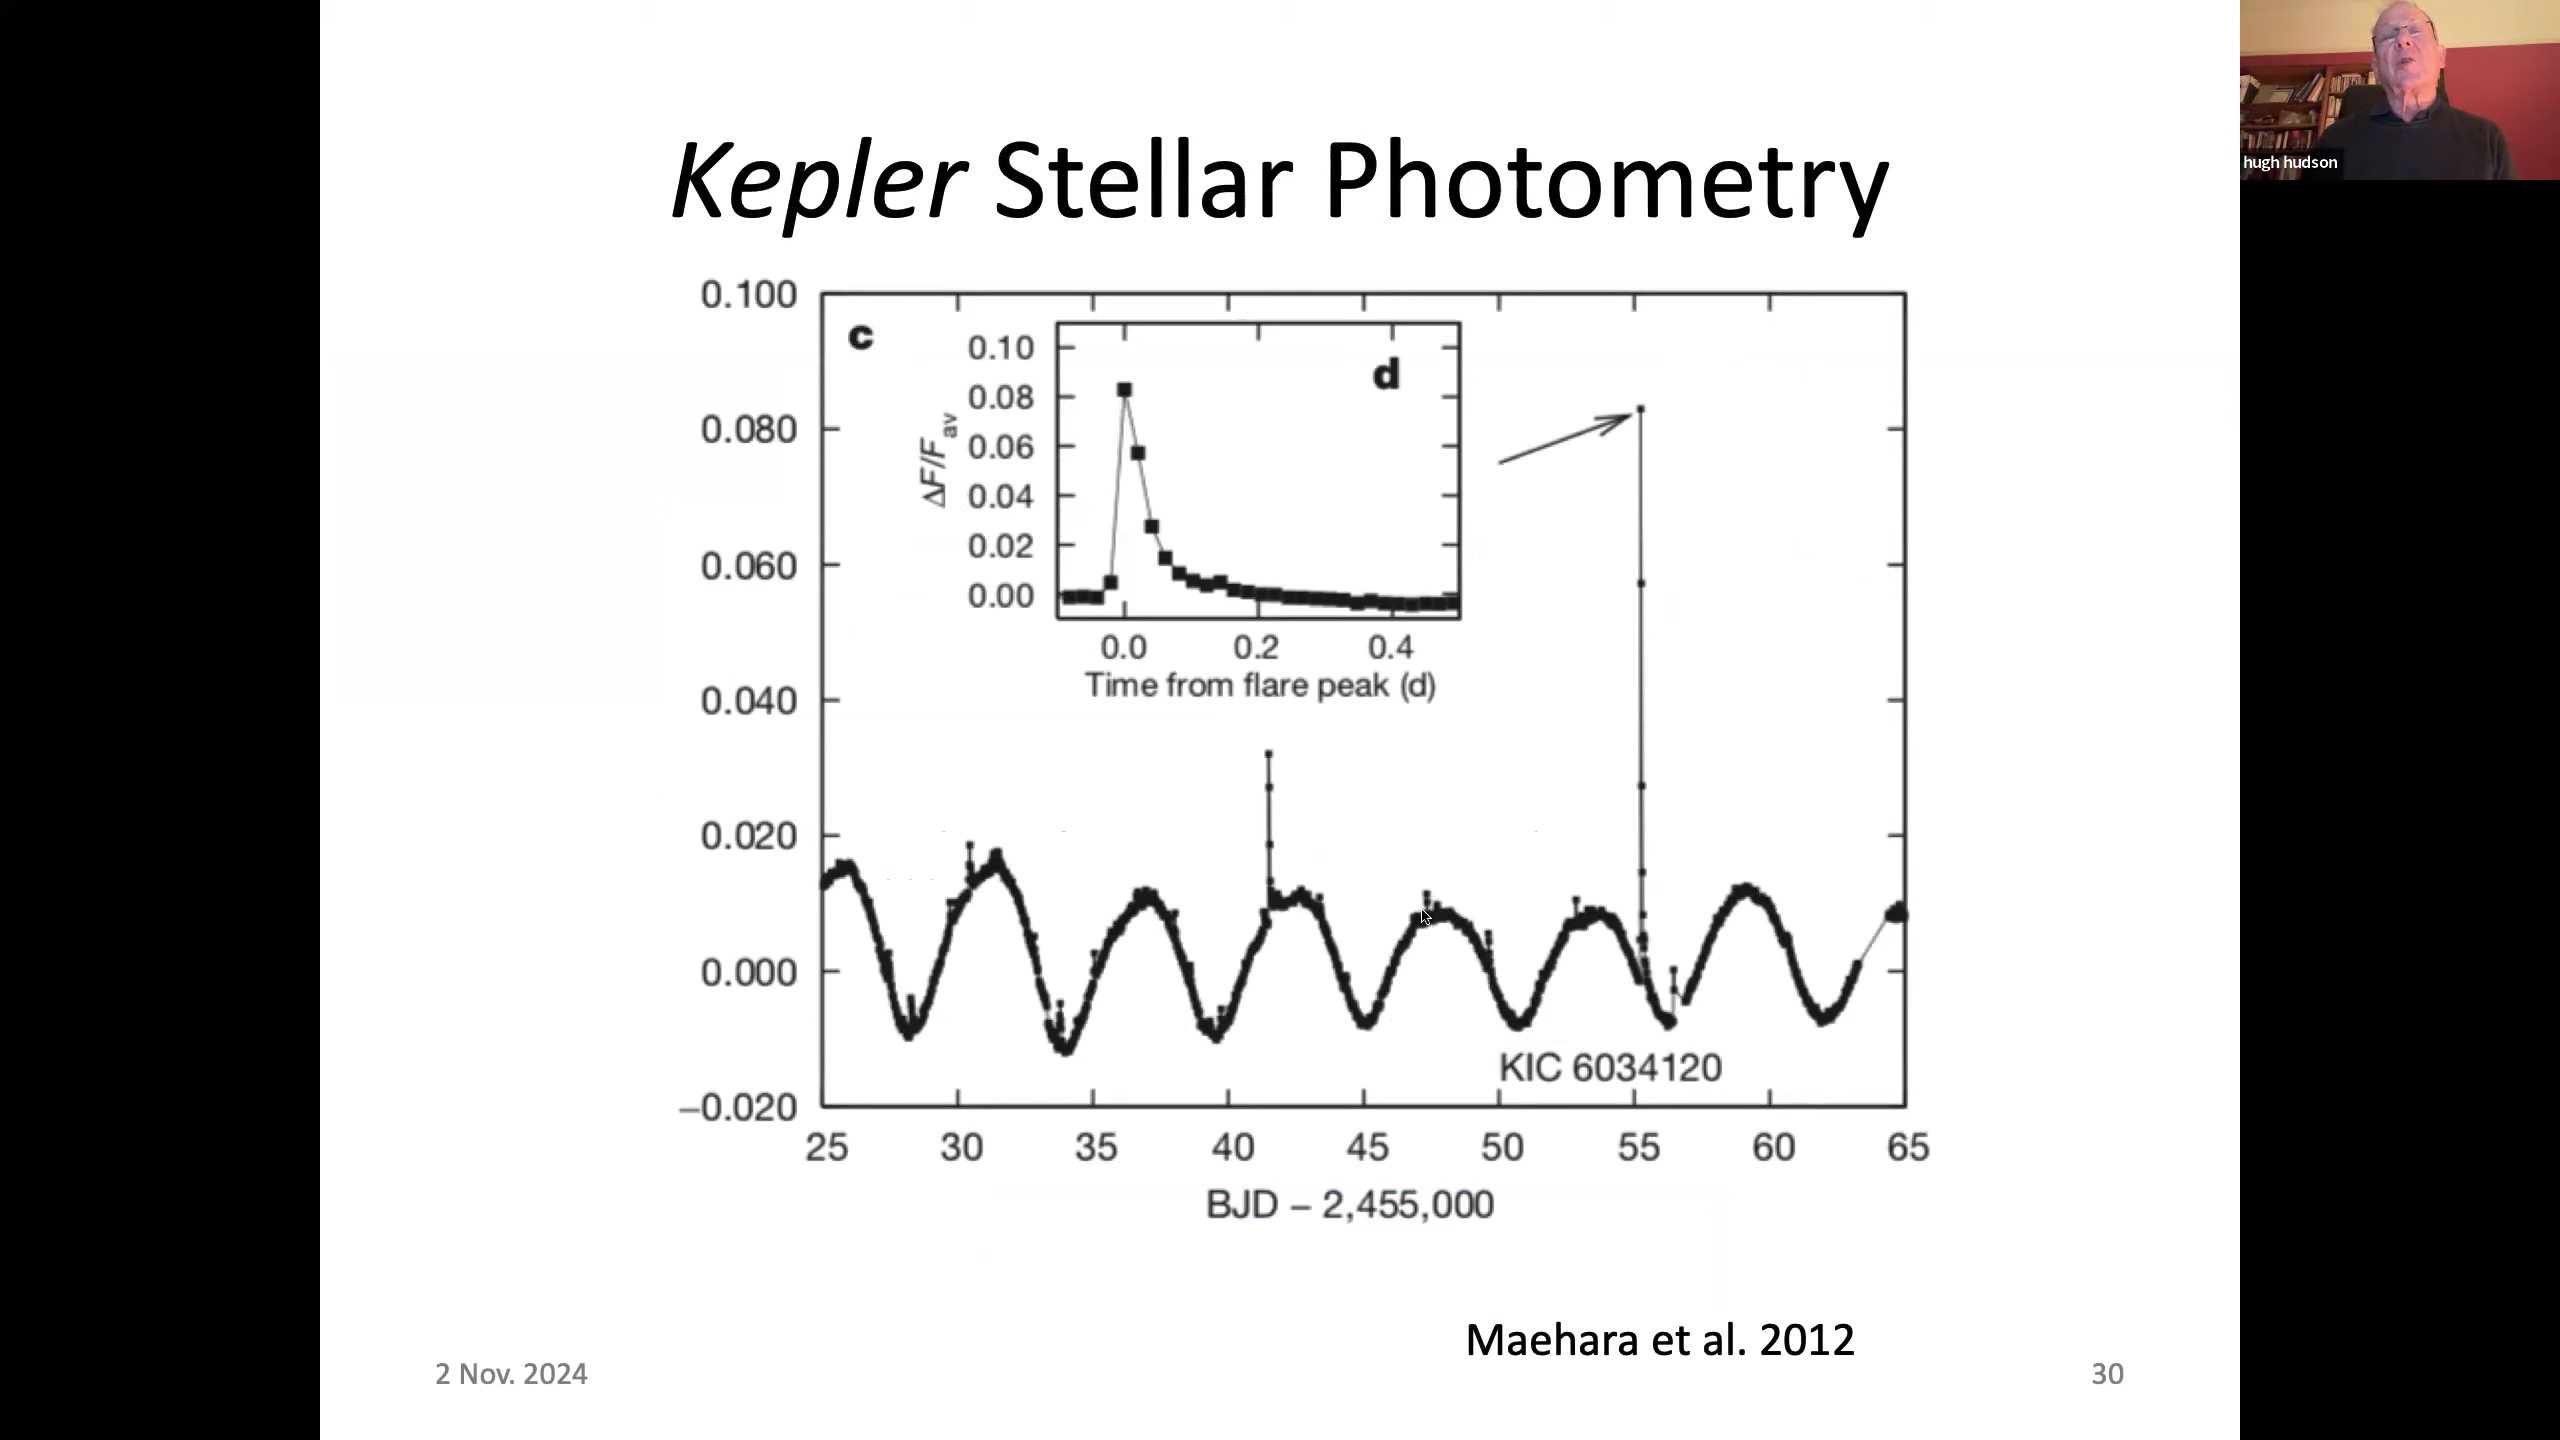 hugh hudson
Kepler Stellar Photometry
0.100
0.080
0.060
0.040
0.020
0.000
−0.020
c
d
ΔF/Fav
0.10
0.08
0.06
0.04
0.02
0.00
0.0 0.2 0.4
Time from flare peak (d)
KIC 6034120
25 30 35 40 45 50 55 60 65
BJD – 2,455,000
Maehara et al. 2012
2 Nov. 2024
30